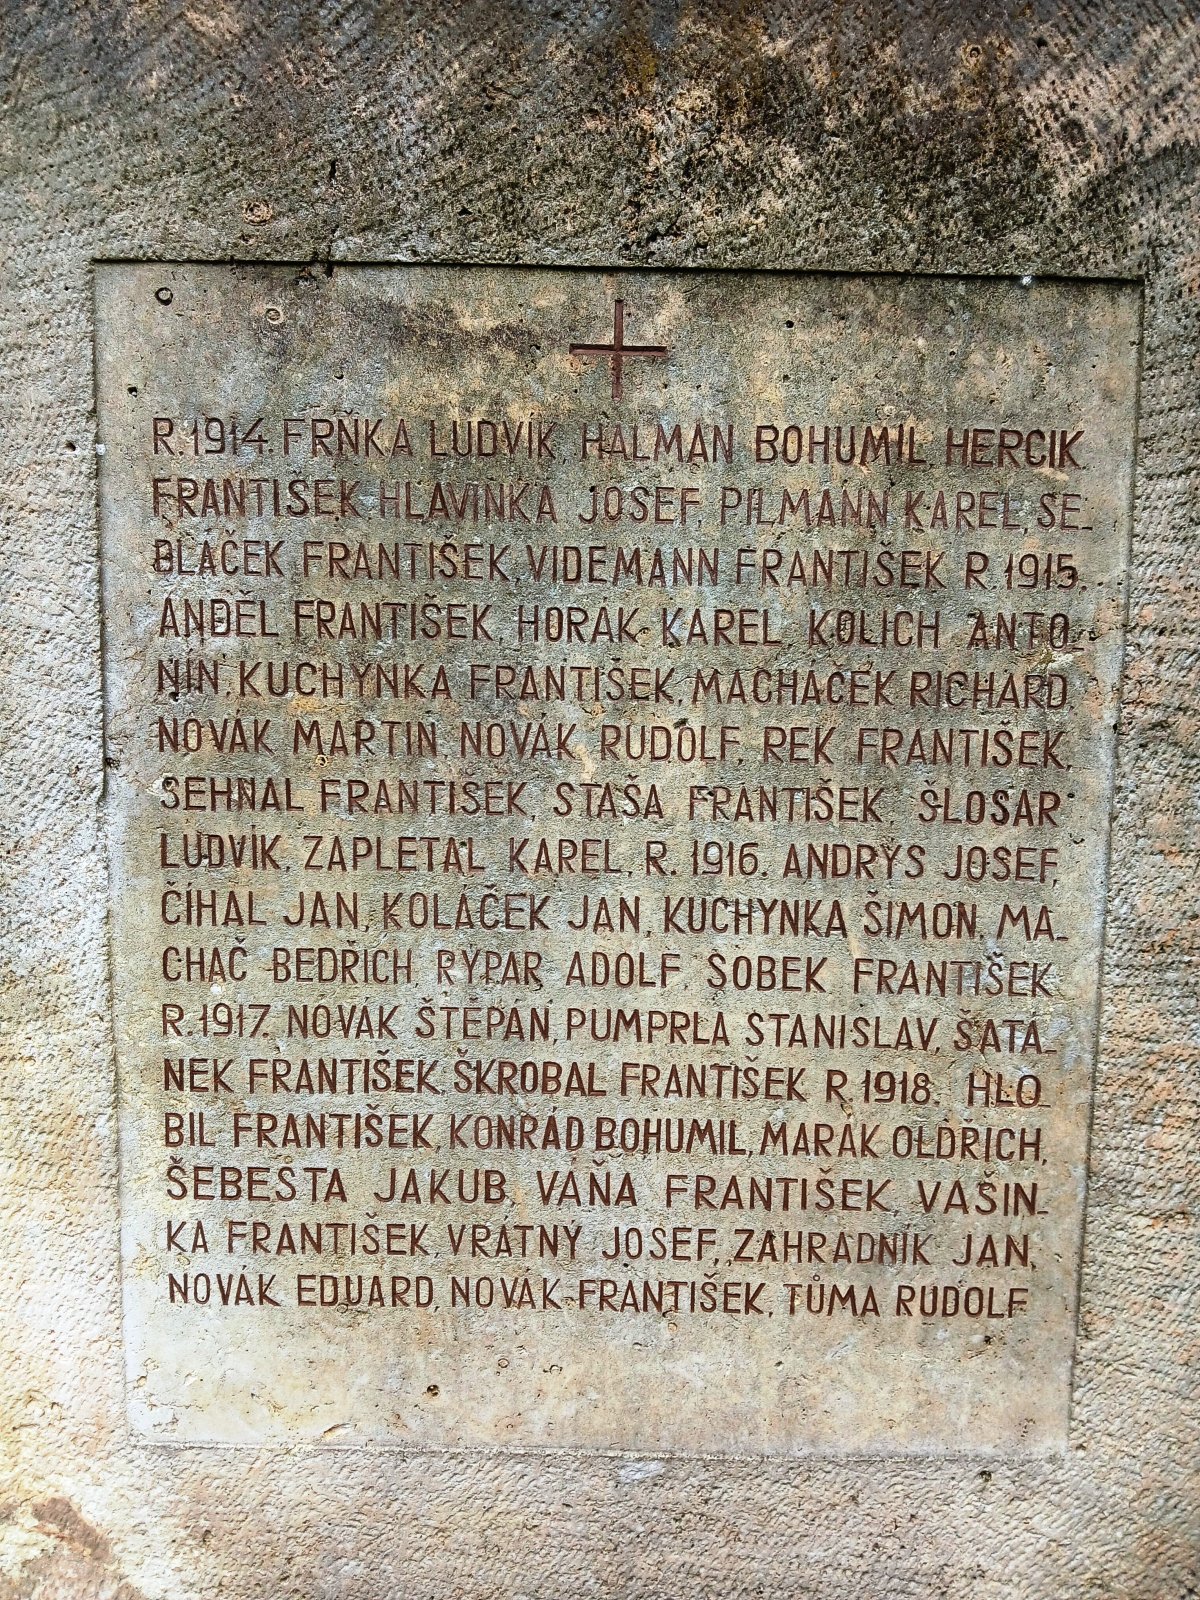 R. 1914. FRŇKA LUDVÍK, HALMAN BOHUMIL, HERCIK
FRANTIŠEK, HLAVINKA JOSEF, PILMANN KAREL, SE-
DLÁČEK FRANTIŠEK, VIDEMANN FRANTIŠEK R. 1915.
ANDĚL FRANTIŠEK, HORÁK KAREL, KOLICH ANTO-
NÍN, KUCHYNKA FRANTIŠEK, MACHÁČEK RICHARD,
NOVÁK MARTIN, NOVÁK RUDOLF, REK FRANTIŠEK,
SEHNAL FRANTIŠEK, STAŠA FRANTIŠEK, ŠLOSAR
LUDVÍK, ZAPLETAL KAREL, R. 1916. ANDRÝS JOSEF,
ČÍHAL JAN, KOLÁČEK JAN, KUCHYNKA ŠIMON, MA-
CHAČ BEDŘICH, RYPAR ADOLF, SOBEK FRANTIŠEK
R. 1917. NOVÁK ŠTĚPÁN, PUMPRLA STANISLAV, ŠATÁ-
NEK FRANTIŠEK, ŠKROBAL FRANTIŠEK R. 1918. HLO-
BIL FRANTIŠEK, KONRÁD BOHUMIL, MARÁK OLDŘICH,
ŠEBESTA JAKUB, VÁŇA FRANTIŠEK, VAŠIN-
KA FRANTIŠEK, VRÁTNÝ JOSEF, ZAHRADNÍK JAN,
NOVÁK EDUARD, NOVÁK FRANTIŠEK, TŮMA RUDOLF